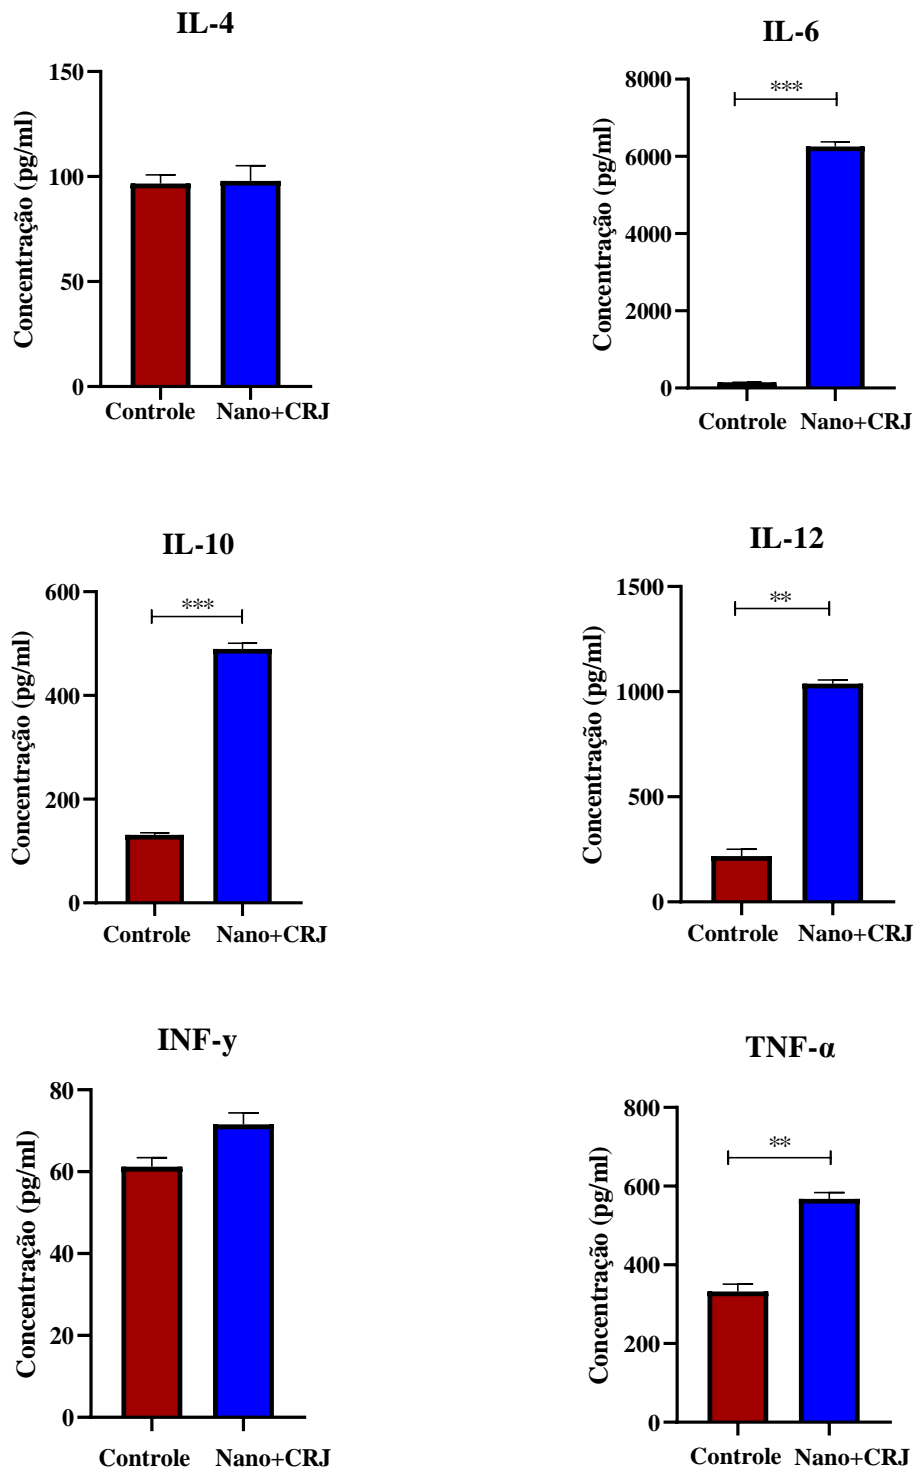 IL-4
Concentração (pg/ml)
150
100
50
0
Controle Nano+CRJ
IL-6
Concentração (pg/ml)
8000
6000
4000
2000
0
***
Controle Nano+CRJ
IL-10
Concentração (pg/ml)
600
400
200
0
***
Controle Nano+CRJ
IL-12
Concentração (pg/ml)
1500
1000
500
0
**
Controle Nano+CRJ
INF-y
Concentração (pg/ml)
80
60
40
20
0
Controle Nano+CRJ
TNF-α
Concentração (pg/ml)
800
600
400
200
0
**
Controle Nano+CRJ